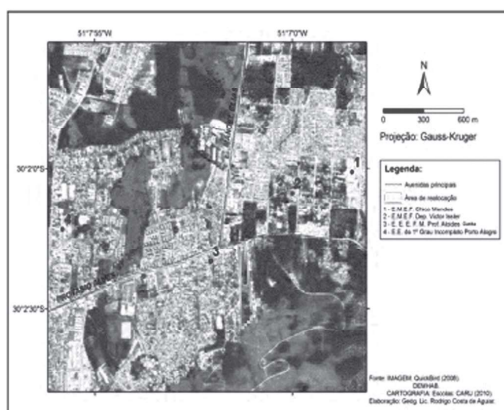 51°7'55"
51°7'0"
30°2'0"
30°2'30"
N
0 300 600 m
Projeção: Gauss-Kruger
Legenda:
Avenidas principais
Área de realocação
1 - E.M.E.F. Chico Mendes
2 - E.M.E.F. Dep. Victor Issler
3 - E. E. E. F. M. Prof. Alcides
4 - E.E. de 1º Grau Incompleto Porto Alegre
1
3
Fonte: IMAGEM: QuickBird (2008).
DEMHAB.
CARTOGRAFIA: Escolas: (2010).
Elaboração: Geóg. Lic. Rodrigo Costa de Aguiar.